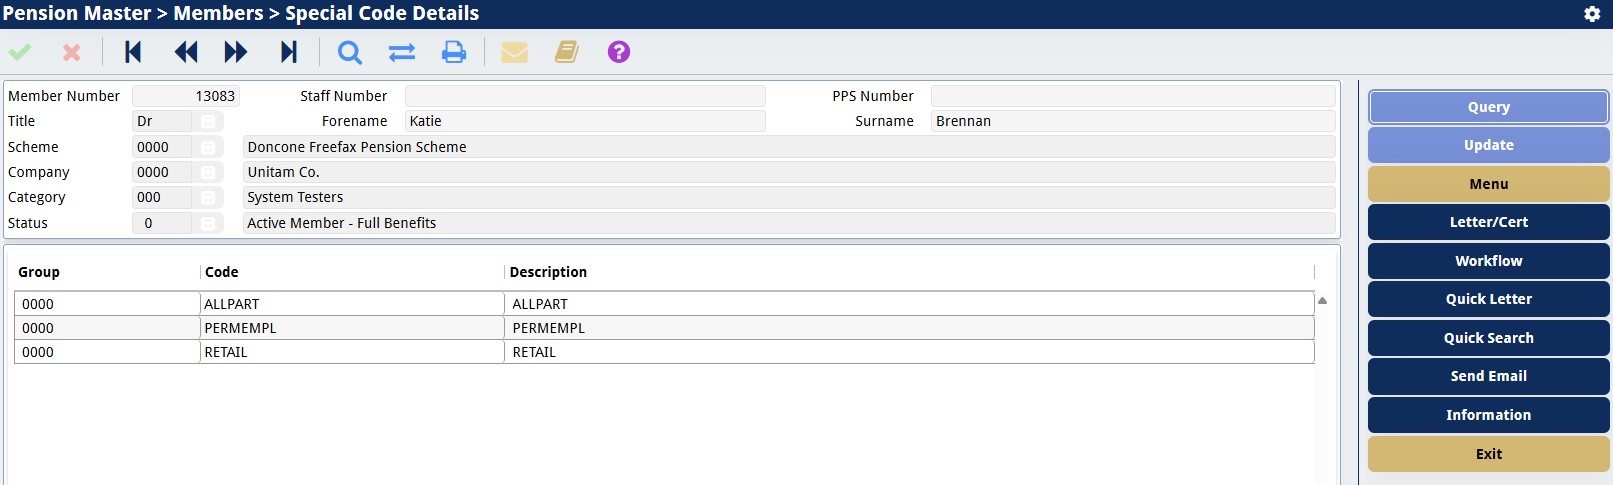 Pension Master > Members > Special Code Details
?
Member Number 13083 Staff Number PPS Number
Title Dr Forename Katie Surname Brennan
Scheme 0000 Doncone Freefax Pension Scheme
Company 0000 Unitam Co.
Category 000 System Testers
Status 0 Active Member - Full Benefits
Group Code Description
0000 ALLPART ALLPART
0000 PERMEMPL PERMEMPL
0000 RETAIL RETAIL
Query
Update
Menu
Letter/Cert
Workflow
Quick Letter
Quick Search
Send Email
Information
Exit